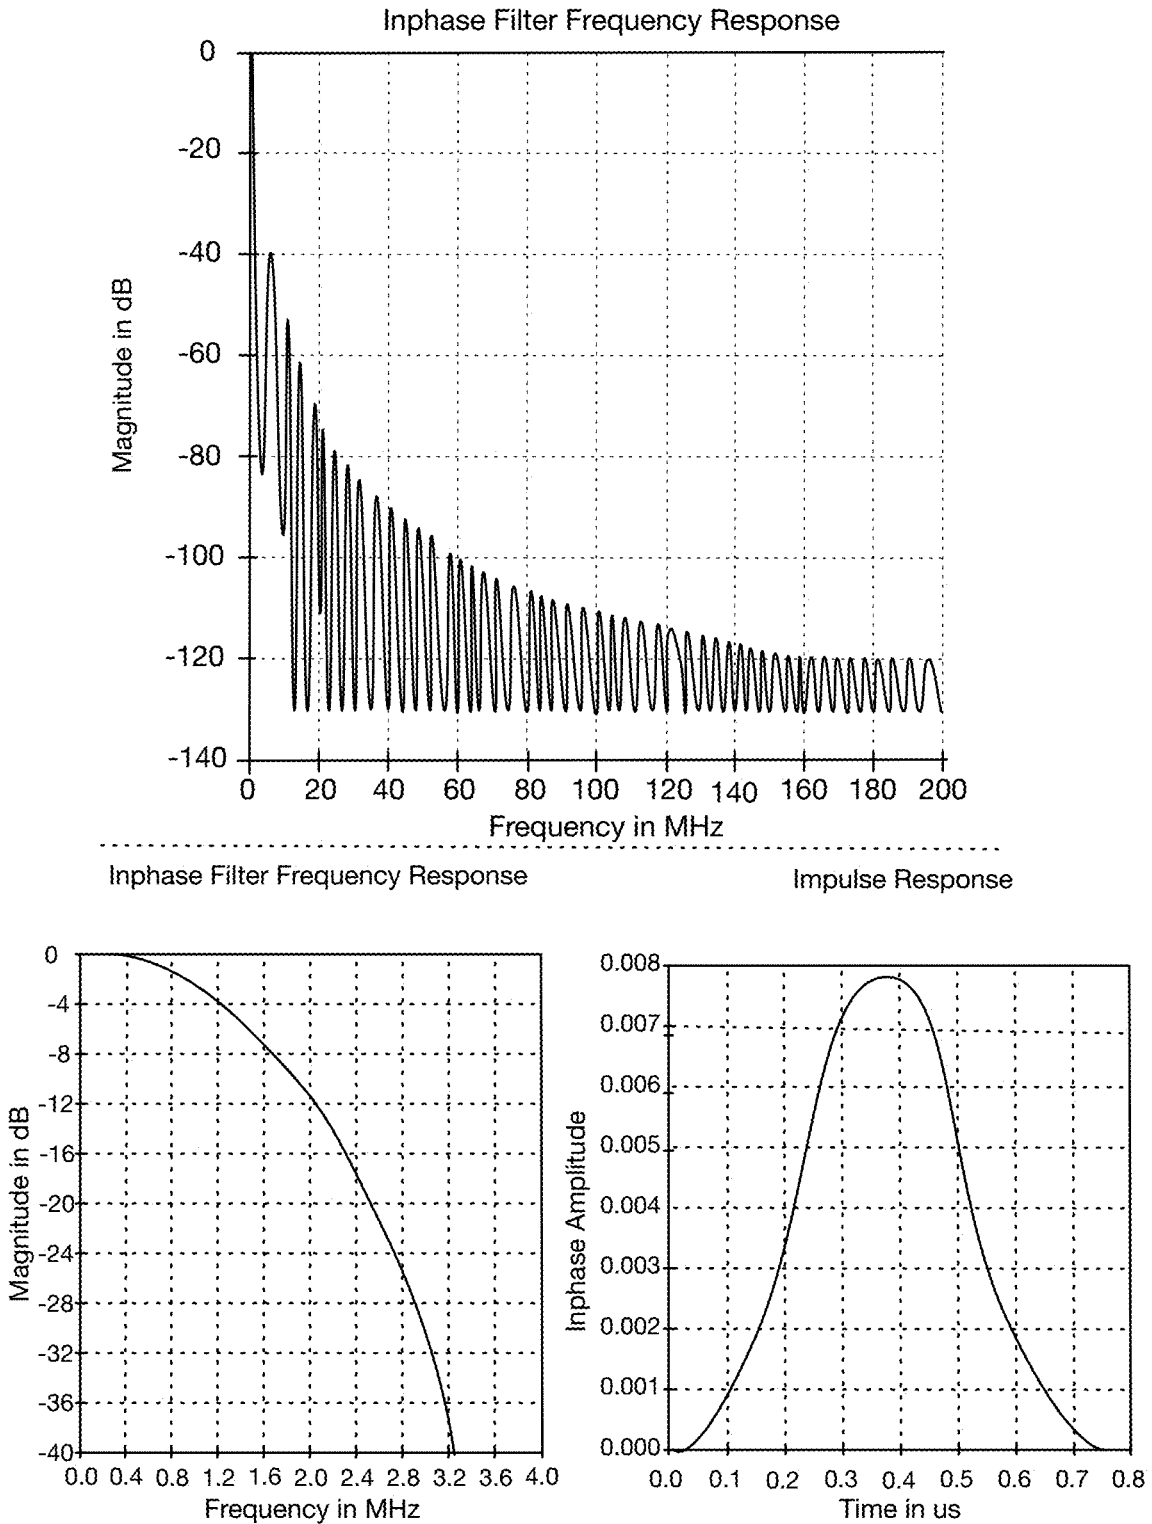 Inphase Filter Frequency Response
0
-20
-40
-60
-80
-100
-120
-140
Magnitude in dB
0 20 40 60 80 100 120 140 160 180 200
Frequency in MHz
Inphase Filter Frequency Response
0
-4
-8
-12
-16
-20
-24
-28
-32
-36
-40
Magnitude in dB
0.0 0.4 0.8 1.2 1.6 2.0 2.4 2.8 3.2 3.6 4.0
Frequency in MHz
Impulse Response
0.008
0.007
0.006
0.005
0.004
0.003
0.002
0.001
0.000
Inphase Amplitude
0.0 0.1 0.2 0.3 0.4 0.5 0.6 0.7 0.8
Time in us